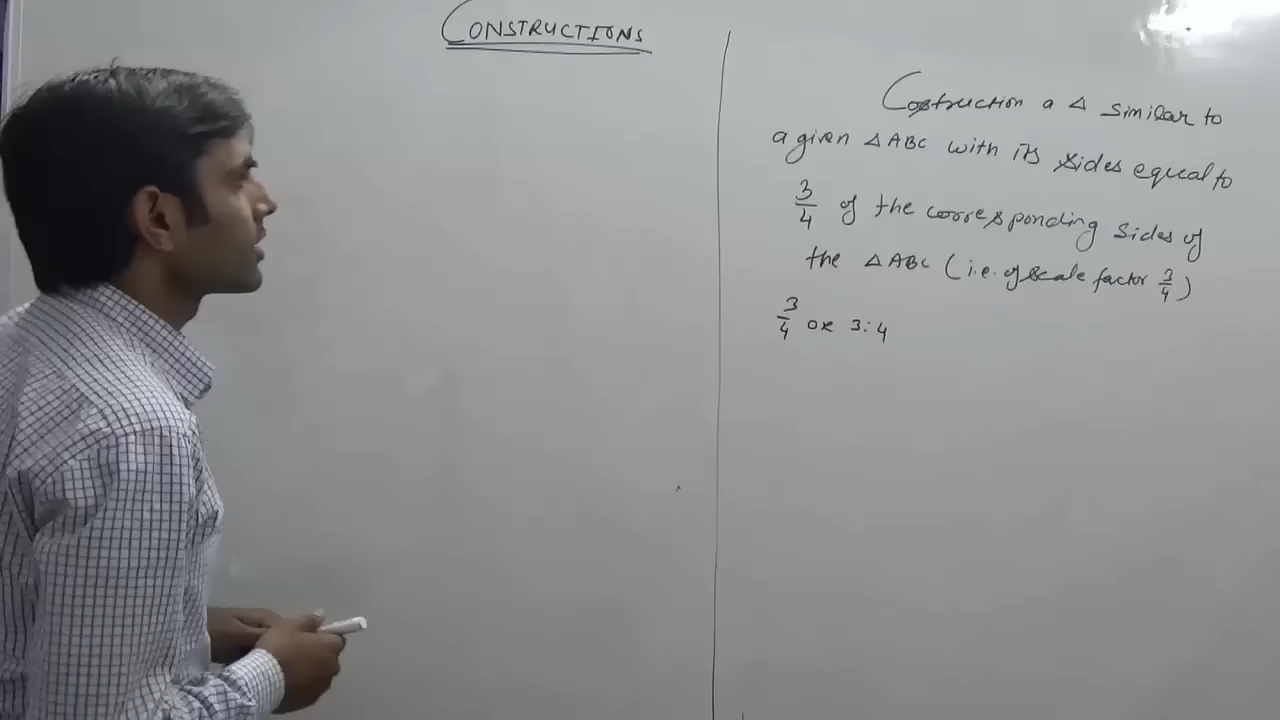 CONSTRUCTIONS
Costruction a △ similar to
a given △ABC with its sides equal to
3/4 of the corresponding sides of
the △ABC (i.e. of scale factor 3/4)
3/4 or 3:4